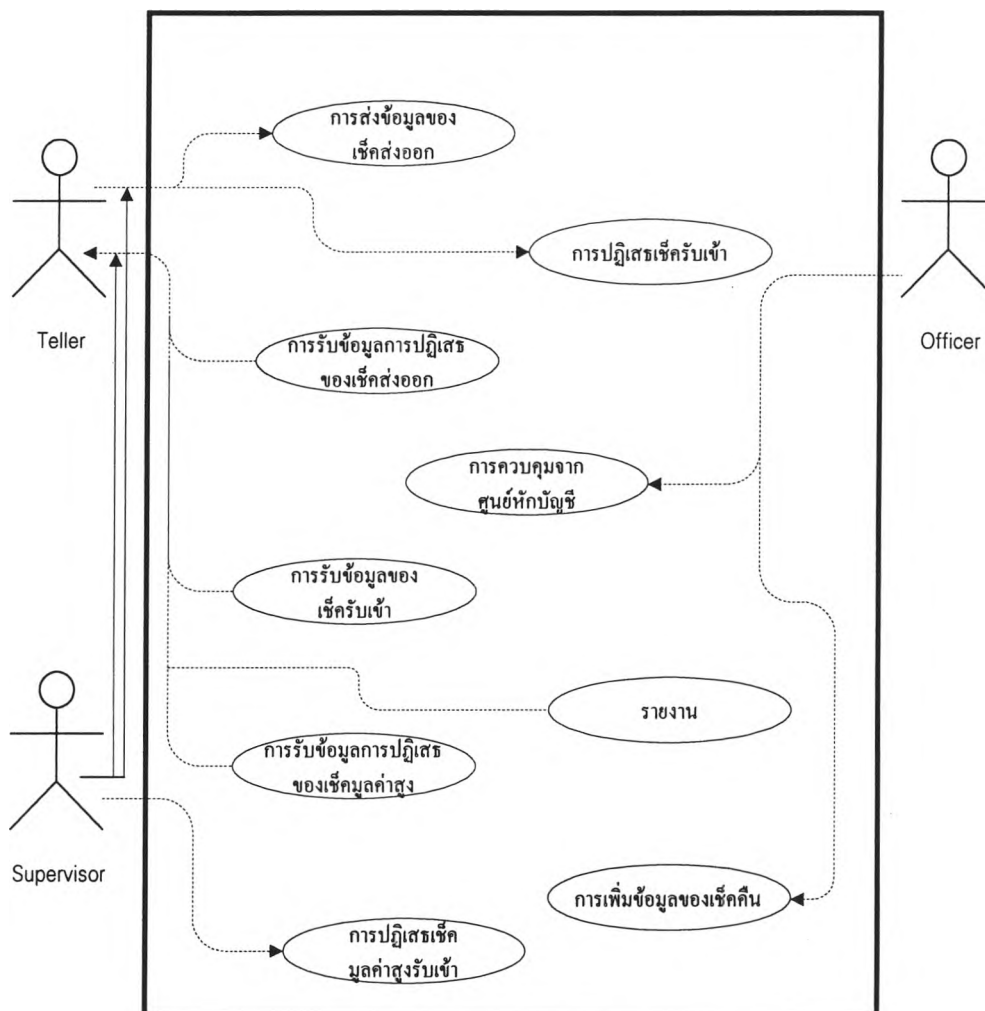 การส่งข้อมูลของ
เช็คส่งออก
การปฏิเสธเช็ครับเข้า
Teller
Officer
การรับข้อมูลการปฏิเสธ
ของเช็คส่งออก
การควบคุมจาก
ศูนย์หักบัญชี
การรับข้อมูลของ
เช็ครับเข้า
รายงาน
การรับข้อมูลการปฏิเสธ
ของเช็คมูลค่าสูง
Supervisor
การเพิ่มข้อมูลของเช็คคืน
การปฏิเสธเช็ค
มูลค่าสูงรับเข้า